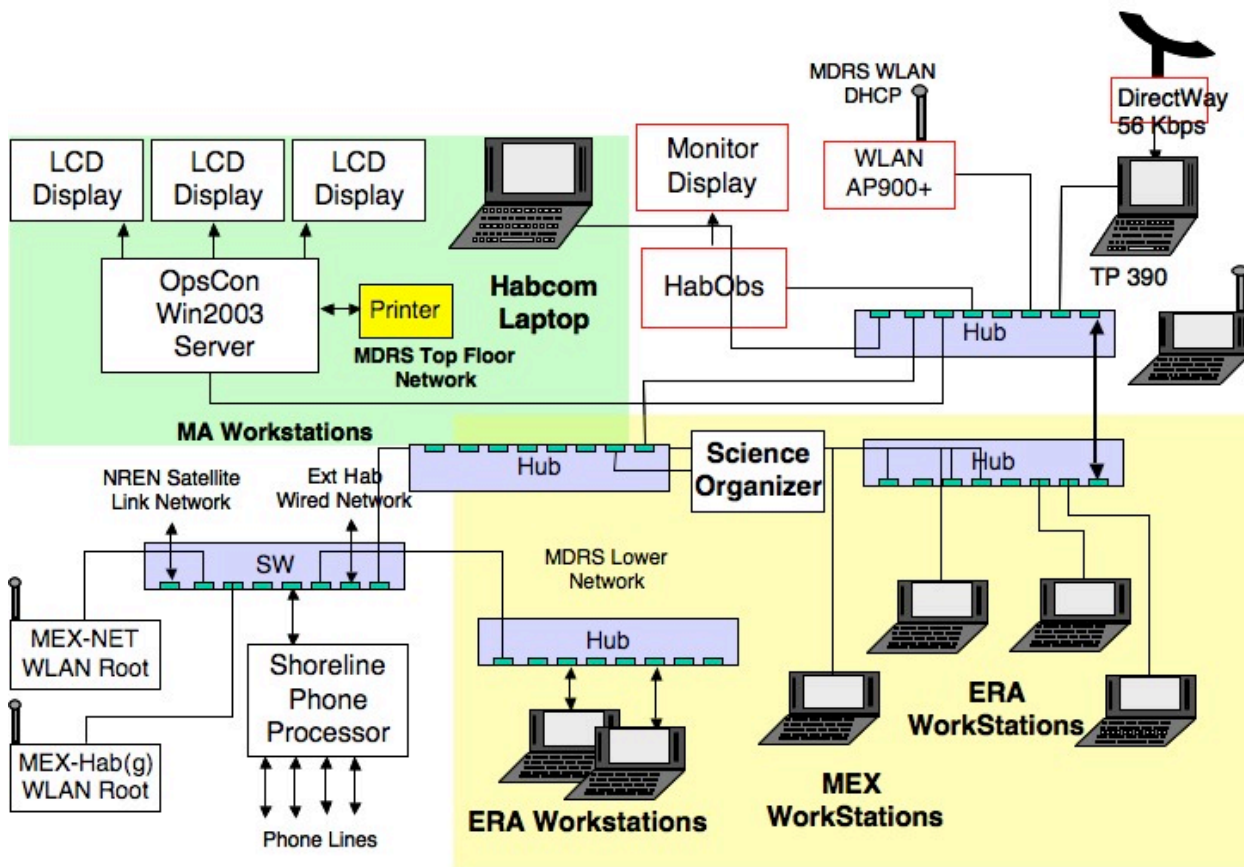 MDRS WLAN
DHCP
DirectWay
56 Kbps
LCD
Display
LCD
Display
LCD
Display
Monitor
Display
WLAN
AP900+
OpsCon
Win2003
Server
Printer
MDRS Top Floor
Network
Habcom
Laptop
HabObs
TP 390
Hub
MA Workstations
Hub
Science
Organizer
Hub
NREN Satellite
Link Network
Ext Hab
Wired Network
SW
MDRS Lower
Network
MEX-NET
WLAN Root
Shoreline
Phone
Processor
Hub
MEX-Hab(g)
WLAN Root
Phone Lines
ERA Workstations
MEX
WorkStations
ERA
WorkStations